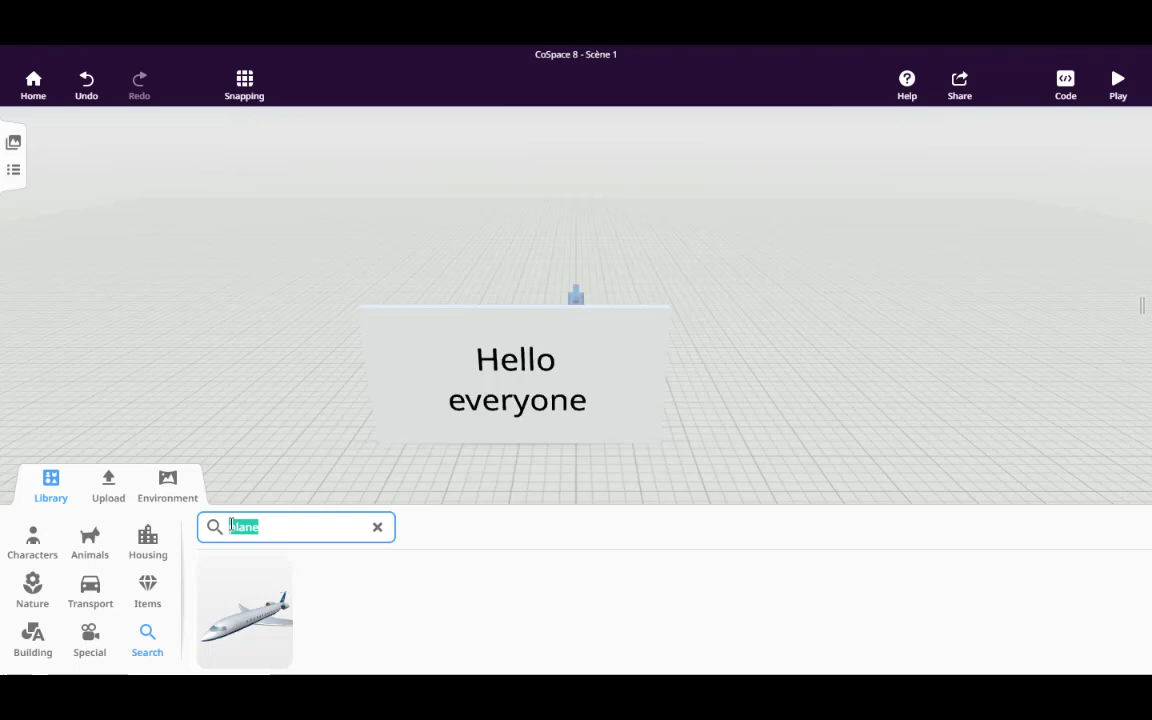 CoSpace 8 - Scène 1
Home
Undo
Redo
Snapping
Help
Share
Code
Play
Hello
everyone
Library
Upload
Environment
plane
Characters
Animals
Housing
Nature
Transport
Items
Building
Special
Search